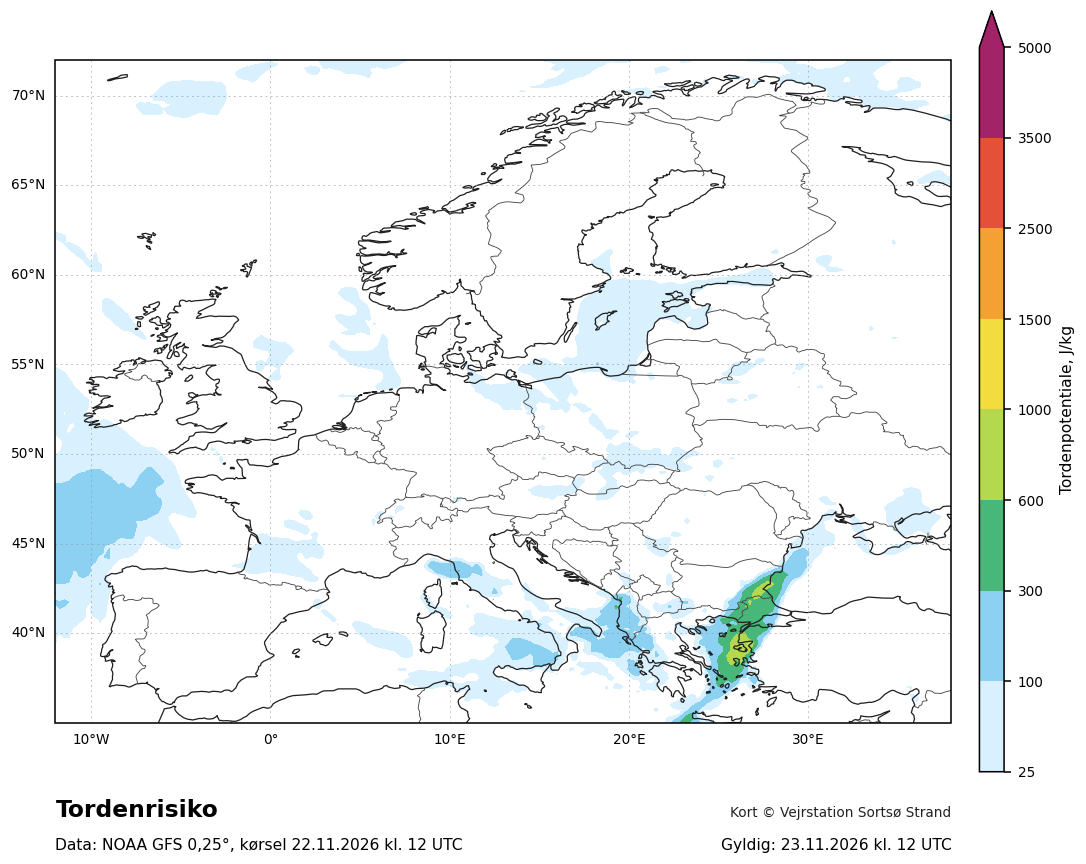 70°N
65°N
60°N
55°N
50°N
45°N
40°N
10°W
0°
10°E
20°E
30°E
5000
3500
2500
1500
1000
600
300
100
25
Tordenpotentiale, J/kg
Tordenrisiko
Kort © Vejrstation Sortsø Strand
Data: NOAA GFS 0,25°, kørsel 22.11.2026 kl. 12 UTC
Gyldig: 23.11.2026 kl. 12 UTC